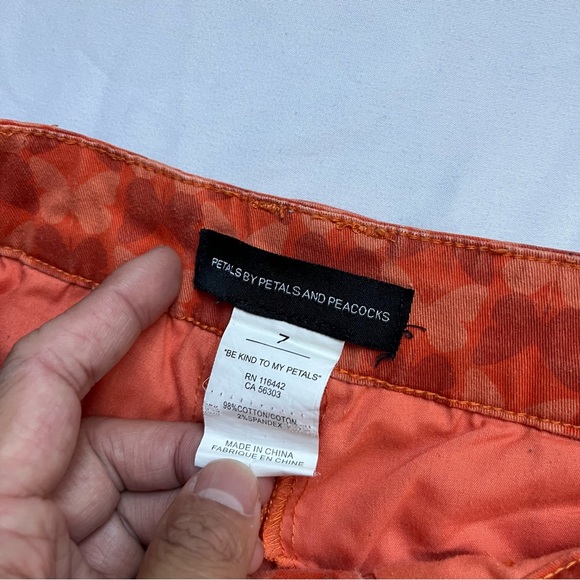 PETALS BY PETALS AND PEACOCKS
7
"BE KIND TO MY PETALS"
RN 116442
CA 56303
98%COTTON/COTON
2%SPANDEX
MADE IN CHINA
FABRIQUE EN CHINE